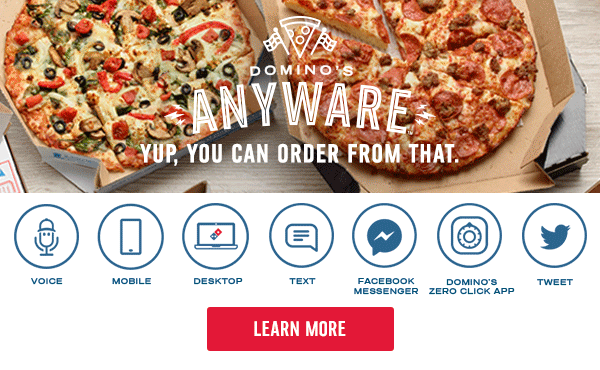 DOMINO'S
ANYWARE
YUP, YOU CAN ORDER FROM THAT.
VOICE
MOBILE
DESKTOP
TEXT
FACEBOOK
MESSENGER
DOMINO'S
ZERO CLICK APP
TWEET
LEARN MORE